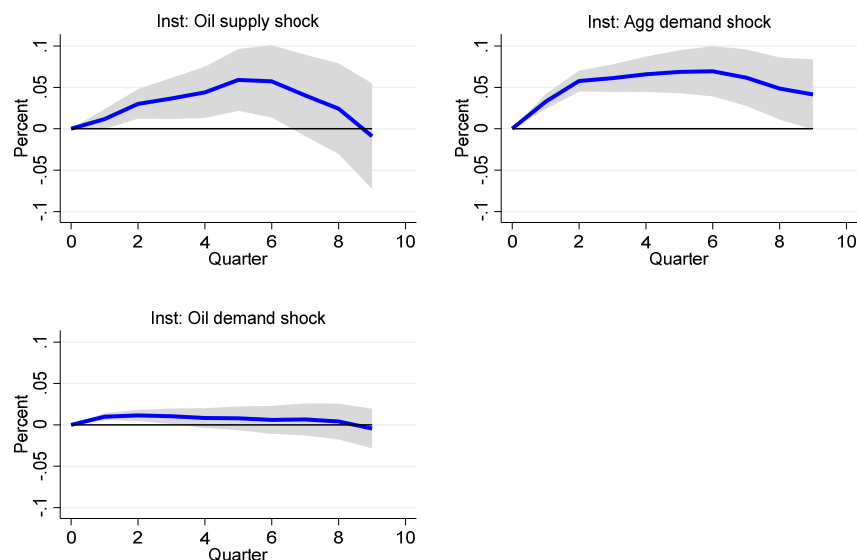 Inst: Oil supply shock
.1
.05
0
-.05
-.1
Percent
0 2 4 6 8 10
Quarter
Inst: Agg demand shock
.1
.05
0
-.05
-.1
Percent
0 2 4 6 8 10
Quarter
Inst: Oil demand shock
.1
.05
0
-.05
-.1
Percent
0 2 4 6 8 10
Quarter